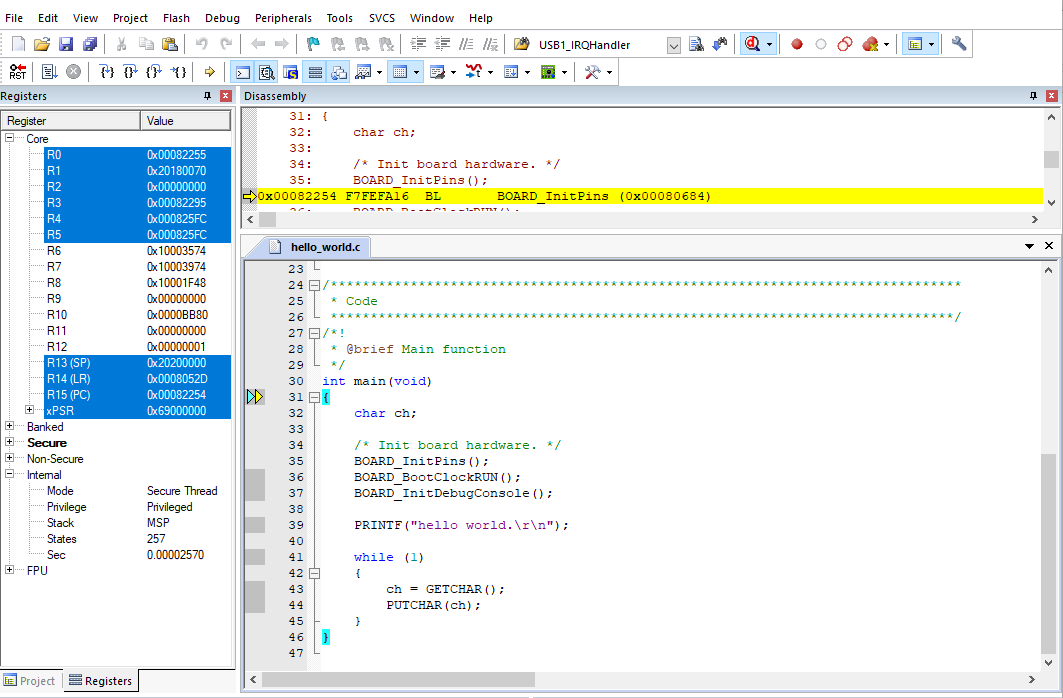 File Edit View Project Flash Debug Peripherals Tools SVCS Window Help
USB1_IRQHandler
RST
Registers
Register Value
Core
R0 0x00082255
R1 0x20180070
R2 0x00000000
R3 0x00082295
R4 0x000825FC
R5 0x000825FC
R6 0x10003574
R7 0x10003974
R8 0x10001F48
R9 0x00000000
R10 0x0000BB80
R11 0x00000000
R12 0x00000001
R13 (SP) 0x20200000
R14 (LR) 0x0008052D
R15 (PC) 0x00082254
xPSR 0x69000000
Banked
Secure
Non-Secure
Internal
Mode Secure Thread
Privilege Privileged
Stack MSP
States 257
Sec 0.00002570
FPU
Project Registers
Disassembly
31: {
32: char ch;
33:
34: /* Init board hardware. */
35: BOARD_InitPins();
0x00082254 F7FEFA16 BL BOARD_InitPins (0x00080684)
36: BOARD_BootClockRUN();
hello_world.c
23
24 /*******************************************************************************
25 * Code
26 ******************************************************************************/
27 /*!
28 * @brief Main function
29 */
30 int main(void)
31 {
32 char ch;
33
34 /* Init board hardware. */
35 BOARD_InitPins();
36 BOARD_BootClockRUN();
37 BOARD_InitDebugConsole();
38
39 PRINTF("hello world.\r\n");
40
41 while (1)
42 {
43 ch = GETCHAR();
44 PUTCHAR(ch);
45 }
46 }
47